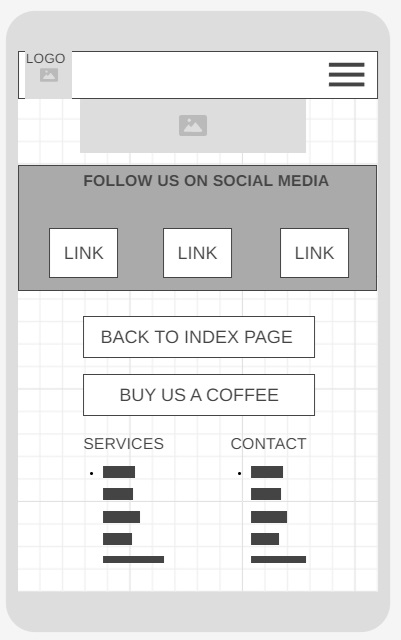 LOGO
FOLLOW US ON SOCIAL MEDIA
LINK LINK LINK
BACK TO INDEX PAGE
BUY US A COFFEE
SERVICES CONTACT